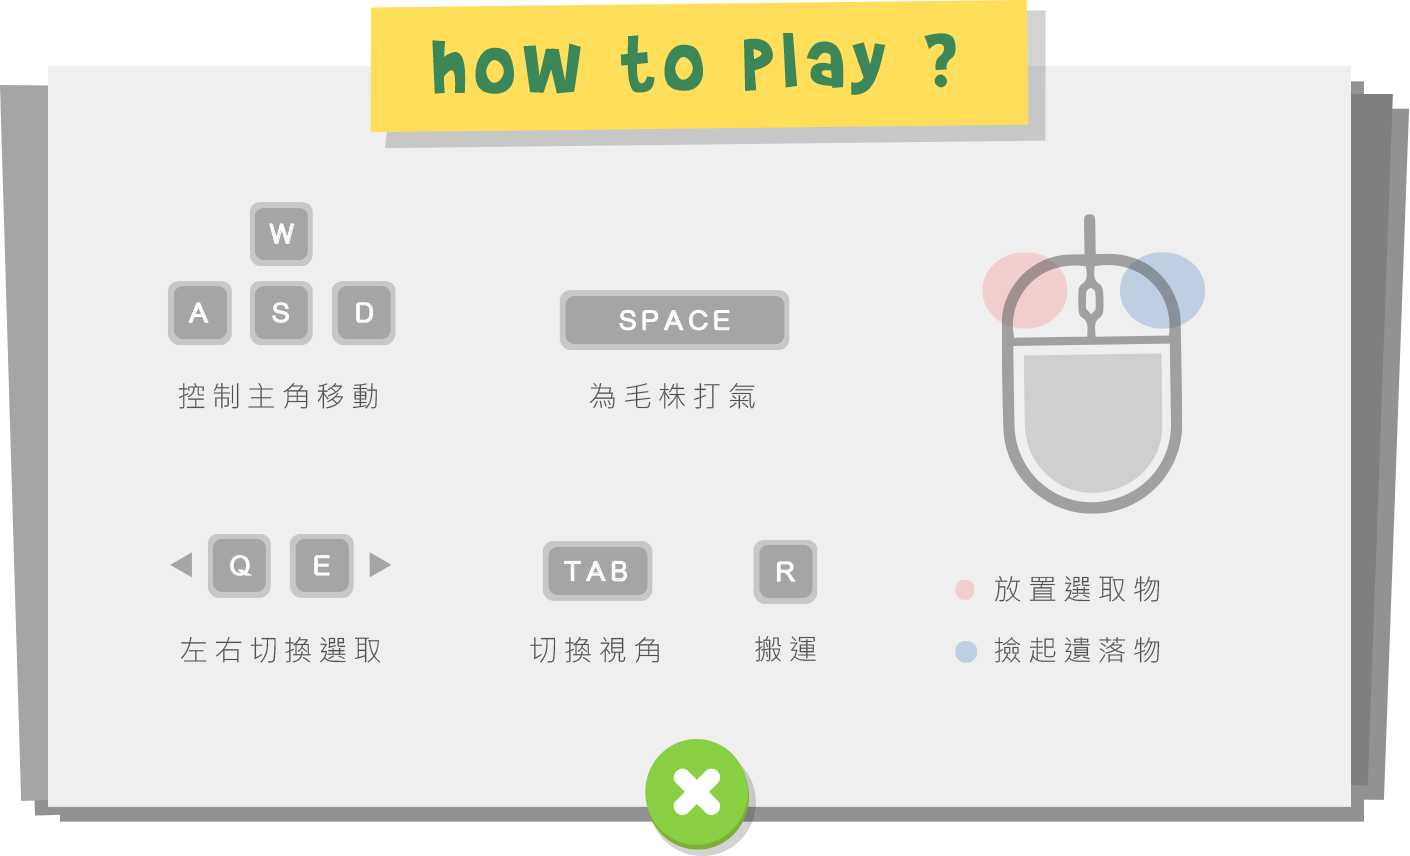 how to play ?
W
A S D
控制主角移動
SPACE
為毛株打氣
Q E
左右切換選取
TAB
切換視角
R
搬運
放置選取物
撿起遺落物